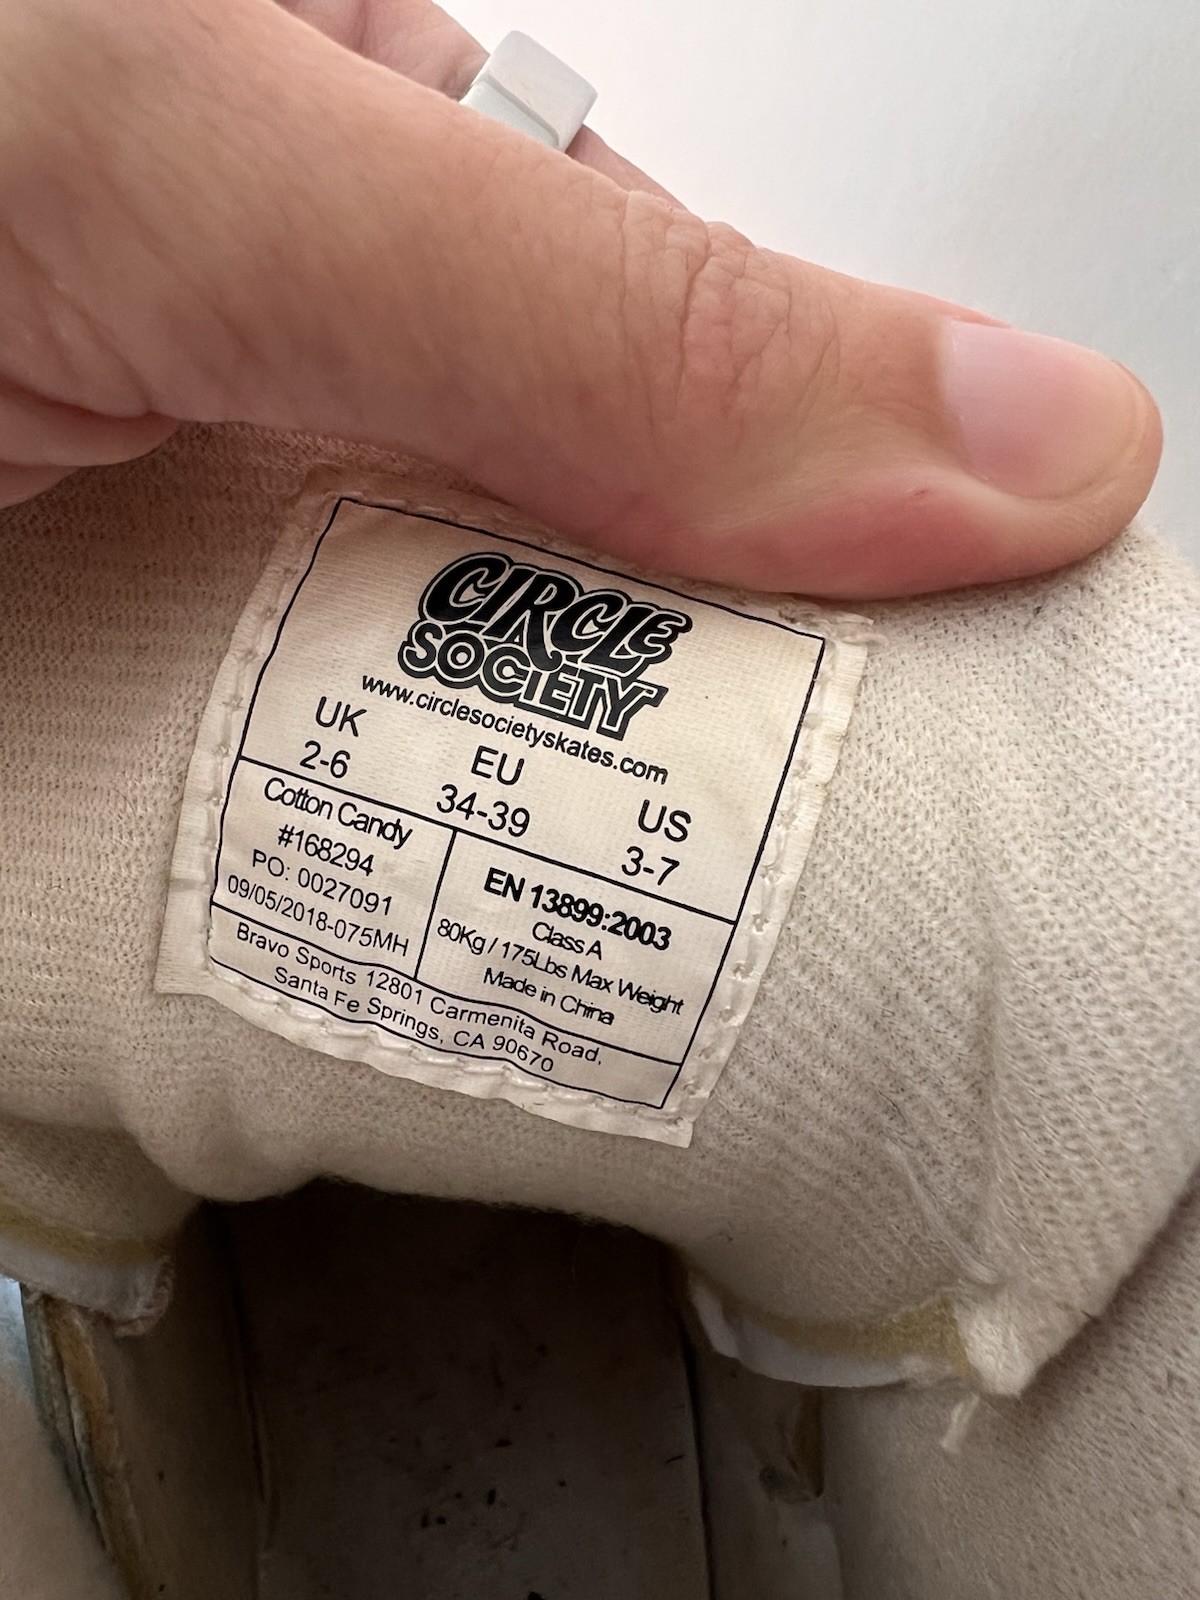 CIRCLE
SOCIETY
www.circlesocietyskates.com
UK
2-6
EU
34-39
US
3-7
Cotton Candy
#168294
PO: 0027091
09/05/2018-075MH
EN 13899:2003
Class A
80Kg / 175Lbs Max Weight
Made in China
Bravo Sports 12801 Carmenita Road,
Santa Fe Springs, CA 90670